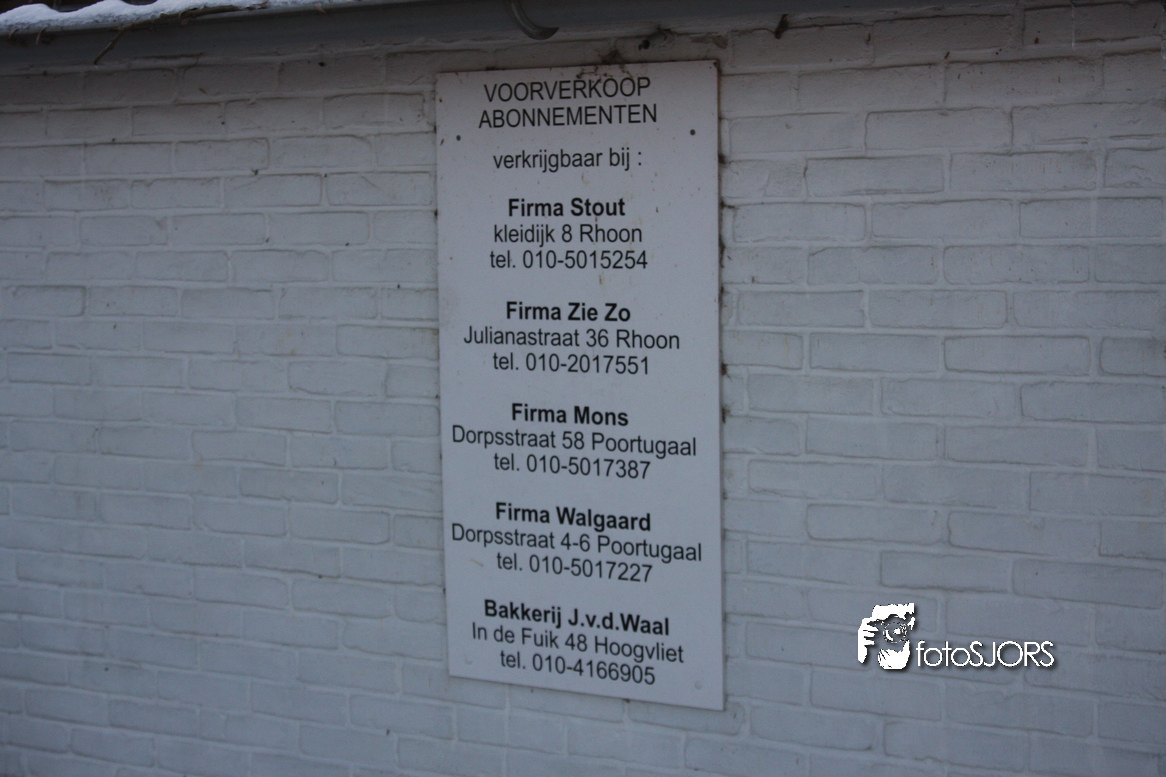 VOORVERKOOP
ABONNEMENTEN
verkrijgbaar bij :
Firma Stout
kleidijk 8 Rhoon
tel. 010-5015254
Firma Zie Zo
Julianastraat 36 Rhoon
tel. 010-2017551
Firma Mons
Dorpsstraat 58 Poortugaal
tel. 010-5017387
Firma Walgaard
Dorpsstraat 4-6 Poortugaal
tel. 010-5017227
Bakkerij J.v.d.Waal
In de Fuik 48 Hoogvliet
tel. 010-4166905
fotoSJORS